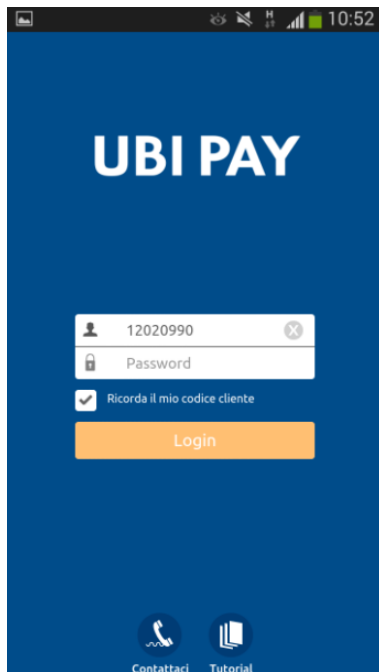 H 10:52
UBI PAY
12020990
Password
Ricorda il mio codice cliente
Login
Contattaci Tutorial